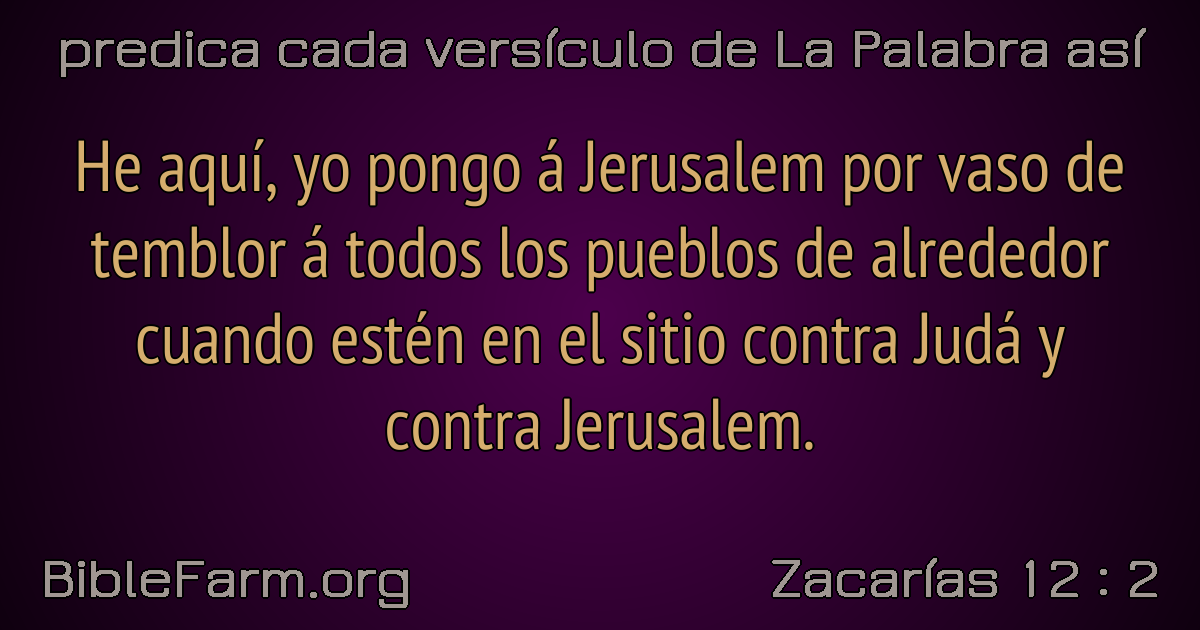 predica cada versículo de La Palabra así
He aquí, yo pongo á Jerusalem por vaso de
temblor á todos los pueblos de alrededor
cuando estén en el sitio contra Judá y
contra Jerusalem.
BibleFarm.org
Zacarías 12 : 2